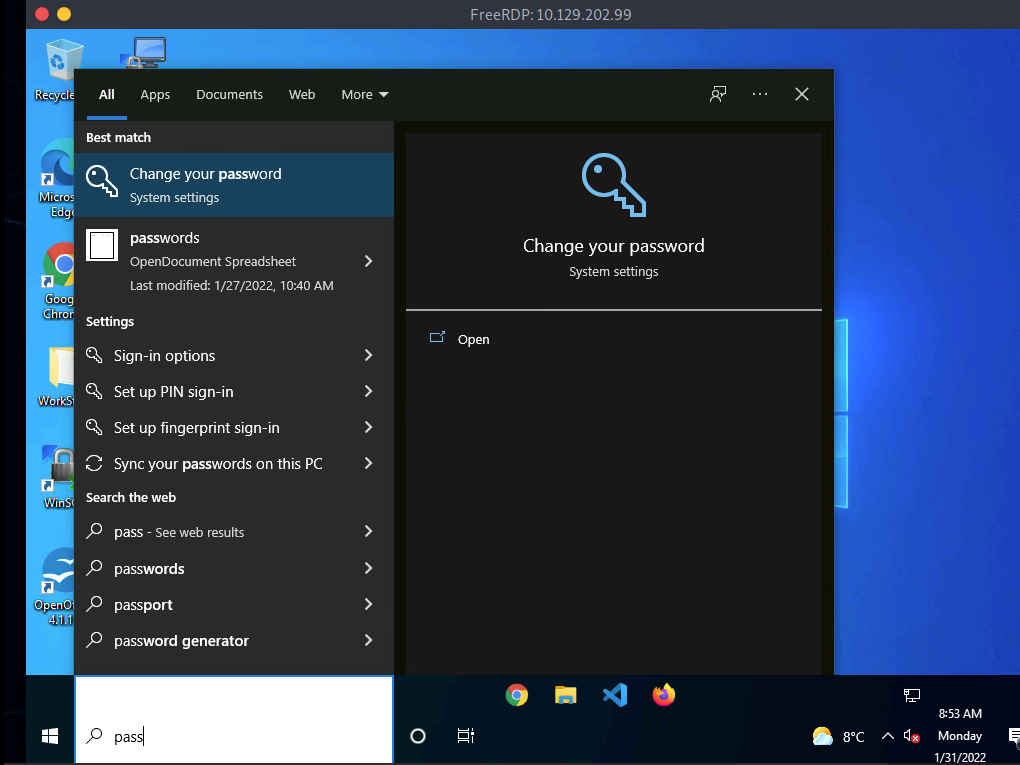 FreeRDP: 10.129.202.99
Recycle
All Apps Documents Web More
Best match
Change your password
System settings
passwords
OpenDocument Spreadsheet
Last modified: 1/27/2022, 10:40 AM
Settings
Sign-in options
Set up PIN sign-in
Set up fingerprint sign-in
Sync your passwords on this PC
Search the web
pass - See web results
passwords
passport
password generator
Change your password
System settings
Open
Micros
Edge
Goog
Chron
WorkSt
WinSC
OpenOf
4.1.1
pass
8°C
8:53 AM
Monday
1/31/2022